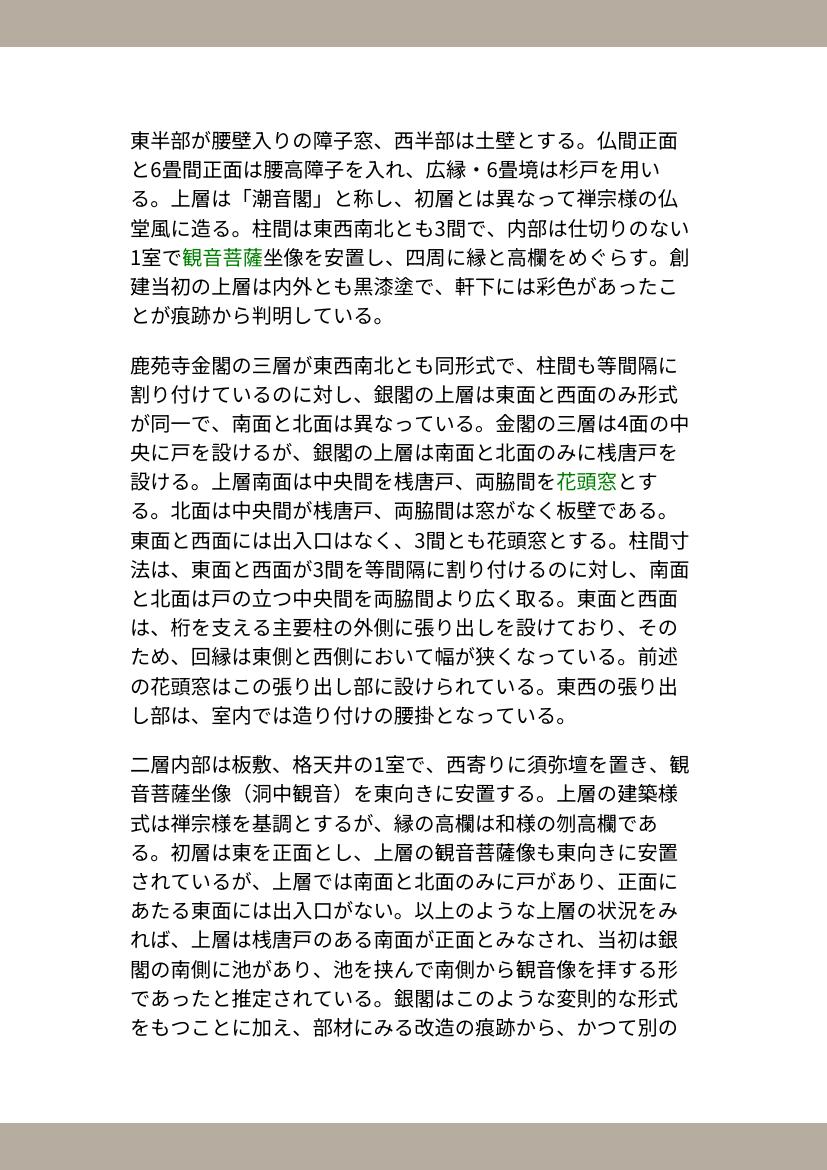 東半部が腰壁入りの障子窓、西半部は土壁とする。仏間正面
と6畳間正面は腰高障子を入れ、広縁・6畳境は杉戸を用い
る。上層は「潮音閣」と称し、初層とは異なって禅宗様の仏
堂風に造る。柱間は東西南北とも3間で、内部は仕切りのない
1室で観音菩薩坐像を安置し、四周に縁と高欄をめぐらす。創
建当初の上層は内外とも黒漆塗で、軒下には彩色があったこ
とが痕跡から判明している。
鹿苑寺金閣の三層が東西南北とも同形式で、柱間も等間隔に
割り付けているのに対し、銀閣の上層は東面と西面のみ形式
が同一で、南面と北面は異なっている。金閣の三層は4面の中
央に戸を設けるが、銀閣の上層は南面と北面のみに桟唐戸を
設ける。上層南面は中央間を桟唐戸、両脇間を花頭窓とす
る。北面は中央間が桟唐戸、両脇間は窓がなく板壁である。
東面と西面には出入口はなく、3間とも花頭窓とする。柱間寸
法は、東面と西面が3間を等間隔に割り付けるのに対し、南面
と北面は戸の立つ中央間を両脇間より広く取る。東面と西面
は、桁を支える主要柱の外側に張り出しを設けており、その
ため、回縁は東側と西側において幅が狭くなっている。前述
の花頭窓はこの張り出し部に設けられている。東西の張り出
し部は、室内では造り付けの腰掛となっている。
二層内部は板敷、格天井の1室で、西寄りに須弥壇を置き、観
音菩薩坐像（洞中観音）を東向きに安置する。上層の建築様
式は禅宗様を基調とするが、縁の高欄は和様の刎高欄であ
る。初層は東を正面とし、上層の観音菩薩像も東向きに安置
されているが、上層では南面と北面のみに戸があり、正面に
あたる東面には出入口がない。以上のような上層の状況をみ
れば、上層は桟唐戸のある南面が正面とみなされ、当初は銀
閣の南側に池があり、池を挟んで南側から観音像を拝する形
であったと推定されている。銀閣はこのような変則的な形式
をもつことに加え、部材にみる改造の痕跡から、かつて別の